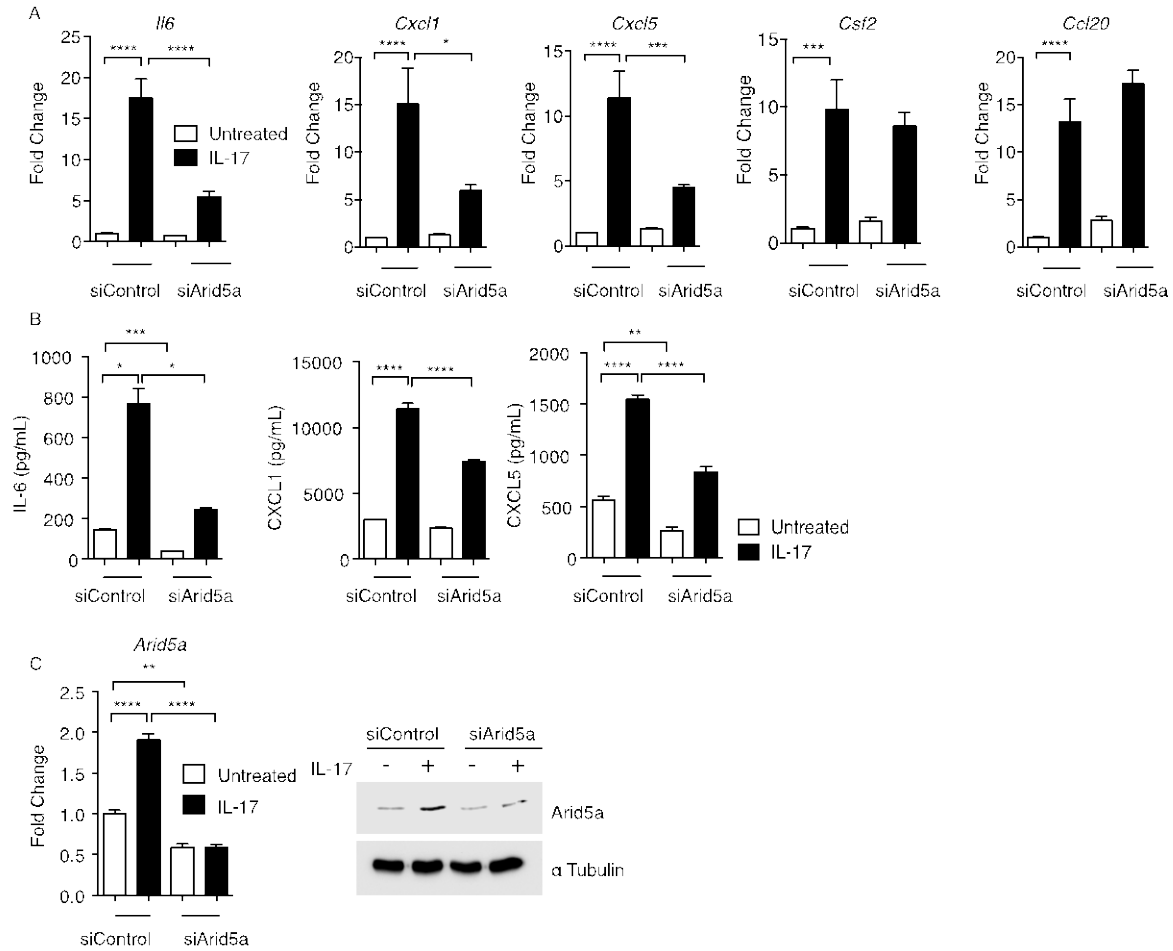 A
Il6
Cxcl1
Cxcl5
Csf2
Ccl20
**** ****
**** *
**** ***
***
****
Fold Change
25
20
15
10
5
0
Untreated
IL-17
siControl siArid5a
Fold Change
20
15
10
5
0
siControl siArid5a
Fold Change
15
10
5
0
siControl siArid5a
Fold Change
15
10
5
0
siControl siArid5a
Fold Change
20
15
10
5
0
siControl siArid5a
B
***
* *
IL-6 (pg/mL)
1000
800
600
400
200
0
siControl siArid5a
**** ****
CXCL1 (pg/mL)
15000
10000
5000
0
siControl siArid5a
**
**** ****
CXCL5 (pg/mL)
2000
1500
1000
500
0
siControl siArid5a
Untreated
IL-17
C
Arid5a
**
**** ****
Fold Change
2.5
2.0
1.5
1.0
0.5
0.0
Untreated
IL-17
siControl siArid5a
siControl siArid5a
IL-17 - + - +
Arid5a
α Tubulin